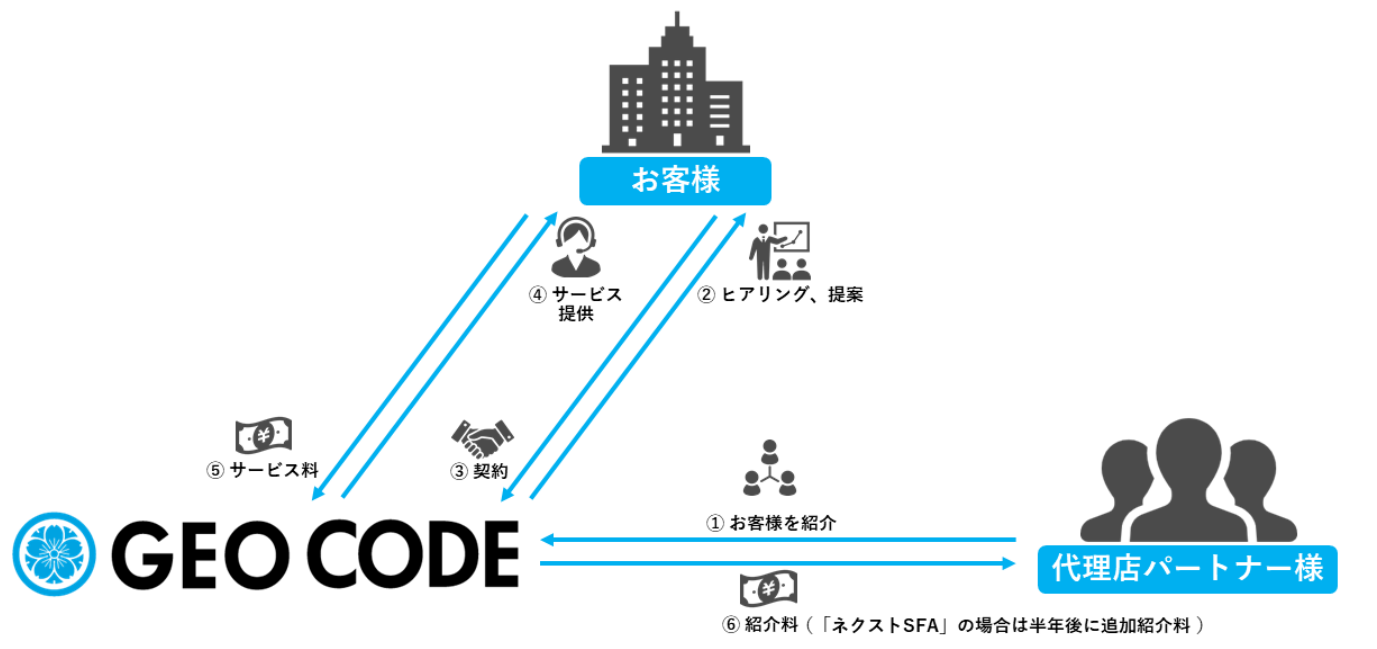 お客様
④ サービス
提供
② ヒアリング、提案
⑤ サービス料
③ 契約
① お客様を紹介
GEO CODE
代理店パートナー様
⑥ 紹介料 (「ネクストSFA」の場合は半年後に追加紹介料 )